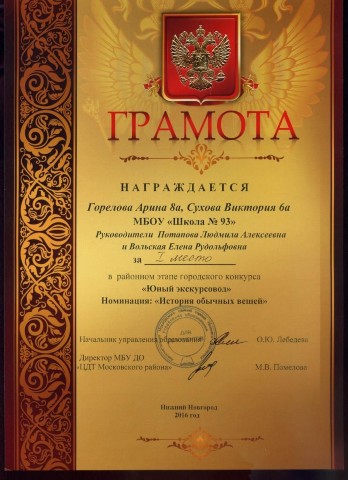 ГРАМОТА
НАГРАЖДАЕТСЯ
Горелова Арина 8а, Сухова Виктория 6а
МБОУ «Школа № 93»
Руководители Потапова Людмила Алексеевна
и Вольская Елена Рудольфовна
за I место
в районном этапе городского конкурса
«Юный экскурсовод»
Номинация: «История обычных вещей»
Начальник управления образования О.Ю. Лебедева
Директор МБУ ДО
«ЦДТ Московского района» М.В. Помелова
Нижний Новгород
2016 год